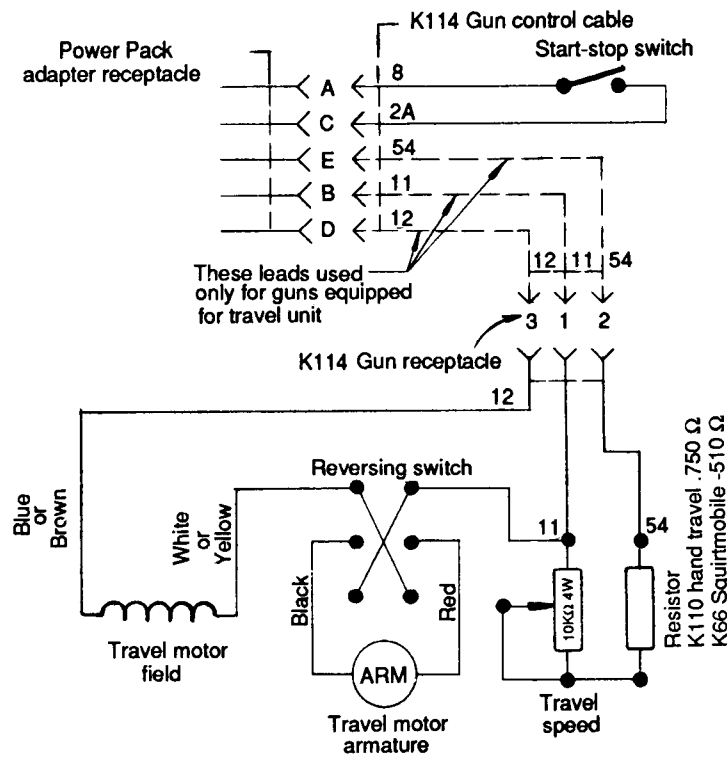 K114 Gun control cable
Power Pack
adapter receptacle
Start-stop switch
A
8
C
2A
E
54
B
11
D
12
These leads used
only for guns equipped
for travel unit
12
11
54
3
1
2
K114 Gun receptacle
12
Reversing switch
Blue
or
Brown
White
or
Yellow
Black
Red
11
54
10KΩ 4W
Resistor
K110 hand travel .750 Ω
K66 Squirtmobile -510 Ω
Travel motor
field
ARM
Travel motor
armature
Travel
speed